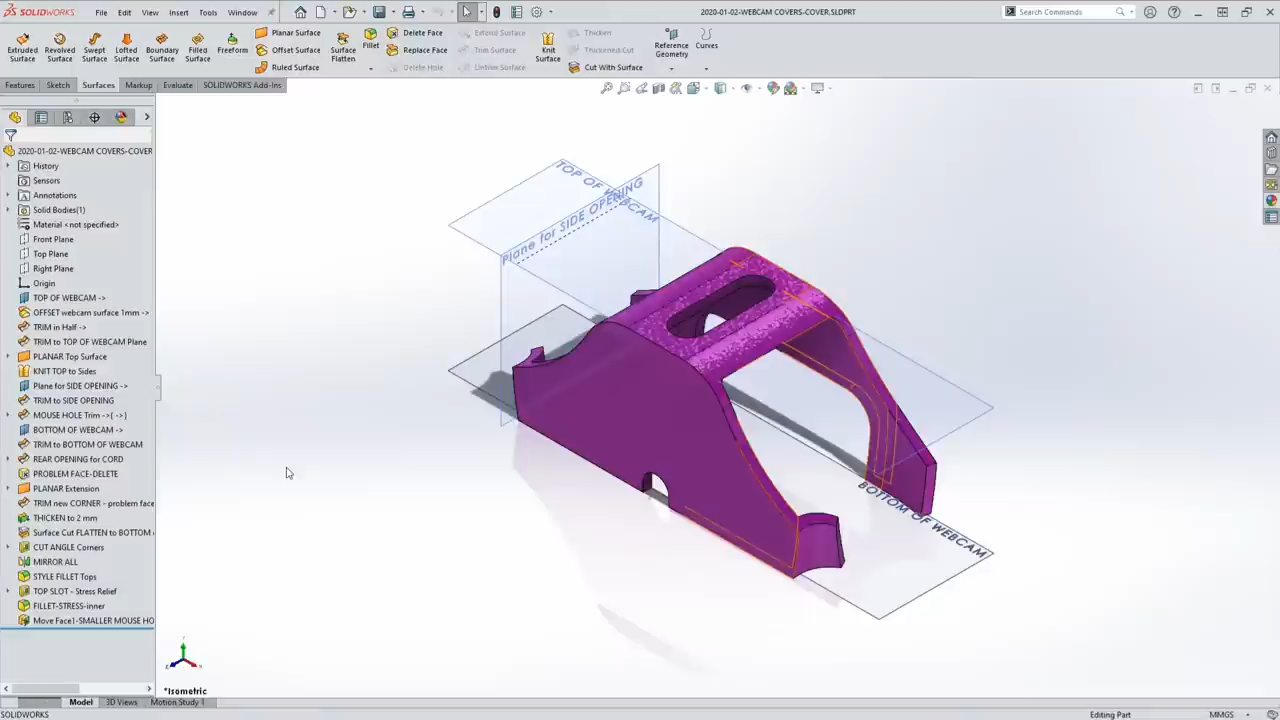 SOLIDWORKS
File
Edit
View
Insert
Tools
Window
2020-01-02-WEBCAM COVERS-COVER.SLDPRT
Search Commands
Extruded Surface
Revolved Surface
Swept Surface
Lofted Surface
Boundary Surface
Filled Surface
Freeform
Planar Surface
Offset Surface
Ruled Surface
Surface Flatten
Fillet
Delete Face
Replace Face
Delete Hole
Extend Surface
Trim Surface
Untrim Surface
Knit Surface
Thicken
Thickened Cut
Cut With Surface
Reference Geometry
Curves
Features
Sketch
Surfaces
Markup
Evaluate
SOLIDWORKS Add-Ins
2020-01-02-WEBCAM COVERS-COVER
History
Sensors
Annotations
Solid Bodies(1)
Material <not specified>
Front Plane
Top Plane
Right Plane
Origin
TOP OF WEBCAM ->
OFFSET webcam surface 1mm ->
TRIM in Half ->
TRIM to TOP OF WEBCAM Plane
PLANAR Top Surface
KNIT TOP to Sides
Plane for SIDE OPENING ->
TRIM to SIDE OPENING
MOUSE HOLE Trim ->{ ->}
BOTTOM OF WEBCAM ->
TRIM to BOTTOM OF WEBCAM
REAR OPENING for CORD
PROBLEM FACE-DELETE
PLANAR Extension
TRIM new CORNER - problem face
THICKEN to 2 mm
Surface Cut FLATTEN to BOTTOM
CUT ANGLE Corners
MIRROR ALL
STYLE FILLET Tops
TOP SLOT - Stress Relief
FILLET-STRESS-inner
Move Face1-SMALLER MOUSE HO
TOP OF WEBCAM
Plane for SIDE OPENING
BOTTOM OF WEBCAM
*Isometric
Model
3D Views
Motion Study 1
SOLIDWORKS
Editing Part
MMGS